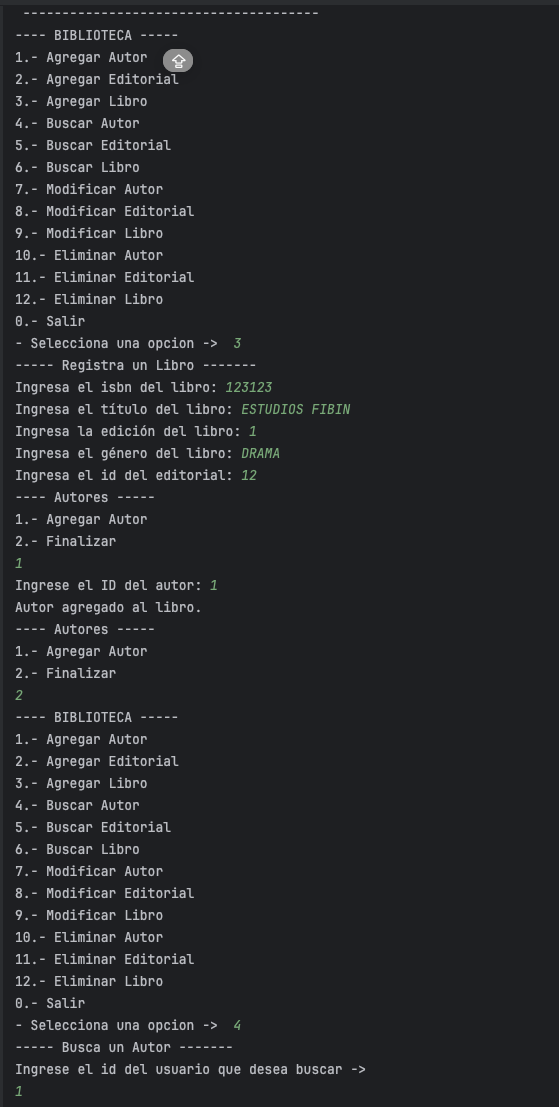 -------------------------------------
---- BIBLIOTECA -----
1.- Agregar Autor
2.- Agregar Editorial
3.- Agregar Libro
4.- Buscar Autor
5.- Buscar Editorial
6.- Buscar Libro
7.- Modificar Autor
8.- Modificar Editorial
9.- Modificar Libro
10.- Eliminar Autor
11.- Eliminar Editorial
12.- Eliminar Libro
0.- Salir
- Selecciona una opcion ->  3
----- Registra un Libro -------
Ingresa el isbn del libro: 123123
Ingresa el título del libro: ESTUDIOS FIBIN
Ingresa la edición del libro: 1
Ingresa el género del libro: DRAMA
Ingresa el id del editorial: 12
---- Autores -----
1.- Agregar Autor
2.- Finalizar
1
Ingrese el ID del autor: 1
Autor agregado al libro.
---- Autores -----
1.- Agregar Autor
2.- Finalizar
2
---- BIBLIOTECA -----
1.- Agregar Autor
2.- Agregar Editorial
3.- Agregar Libro
4.- Buscar Autor
5.- Buscar Editorial
6.- Buscar Libro
7.- Modificar Autor
8.- Modificar Editorial
9.- Modificar Libro
10.- Eliminar Autor
11.- Eliminar Editorial
12.- Eliminar Libro
0.- Salir
- Selecciona una opcion ->  4
----- Busca un Autor -------
Ingrese el id del usuario que desea buscar ->
1